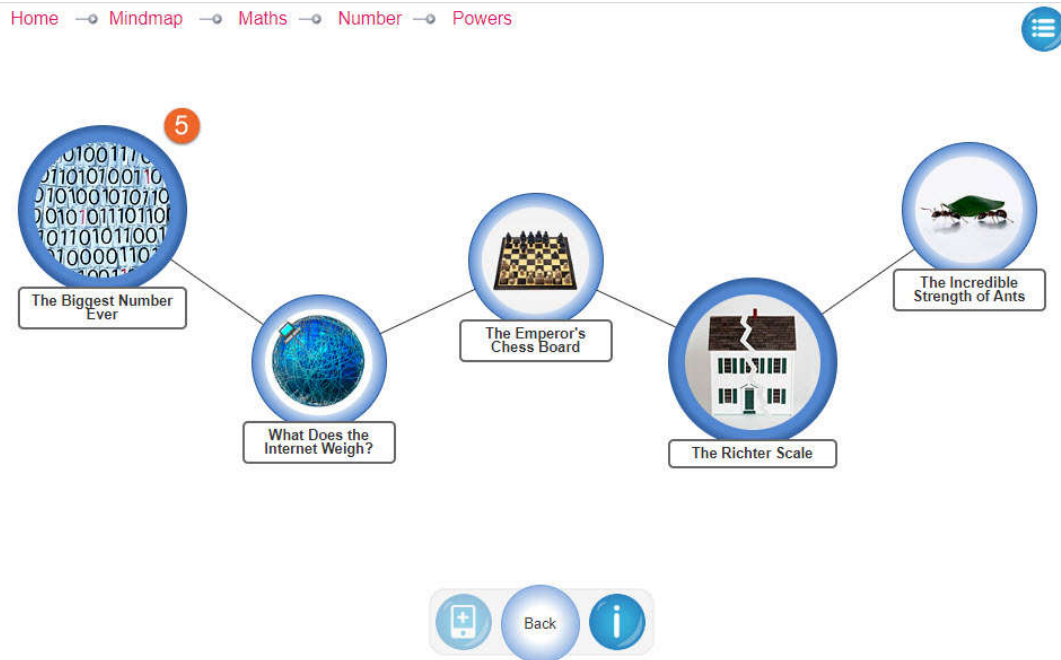 Home Mindmap Maths Number Powers
5
The Biggest Number
Ever
What Does the
Internet Weigh?
The Emperor's
Chess Board
The Richter Scale
The Incredible
Strength of Ants
Back
i